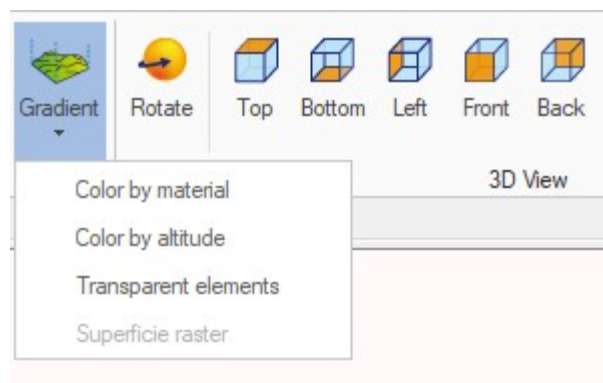 Gradient Rotate Top Bottom Left Front Back
3D View
Color by material
Color by altitude
Transparent elements
Superficie raster